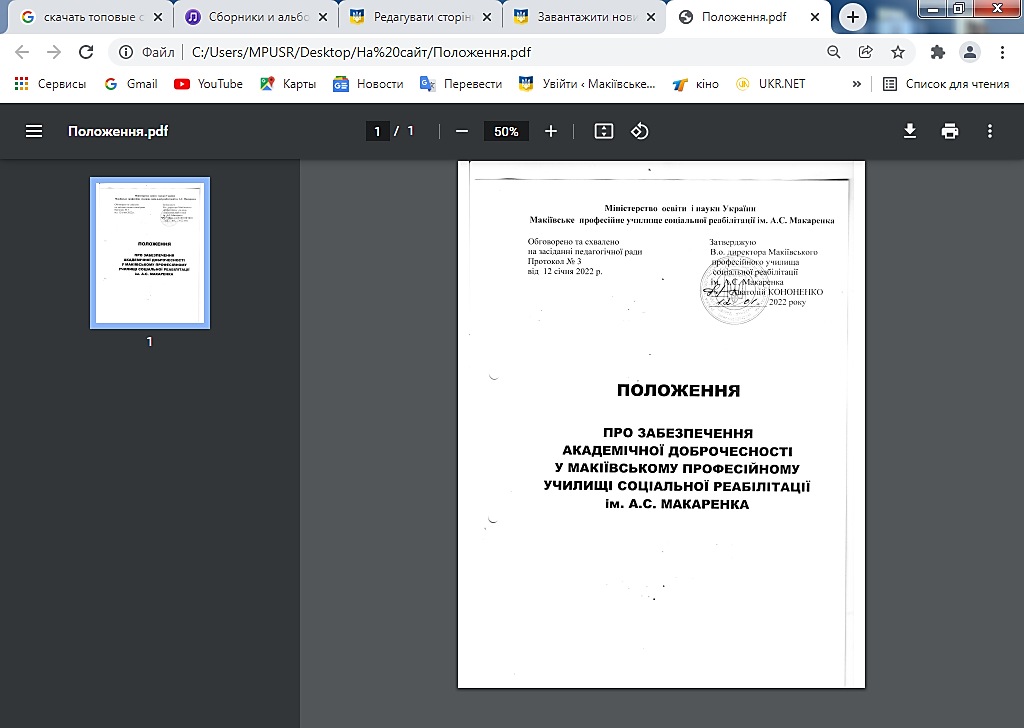 скачать топовые с
Сборники и альбо
Редагувати сторін
Завантажити нови
Положення.pdf
Файл
C:/Users/MPUSR/Desktop/На%20сайт/Положення.pdf
Сервисы
Gmail
YouTube
Карты
Новости
Перевести
Увійти ‹ Макіївське...
кіно
UKR.NET
»
Список для чтения
Положення.pdf
1 / 1
50%
1
Міністерство освіти і науки України
Макіївське професійне училище соціальної реабілітації ім. А.С. Макаренка
Обговорено та схвалено
на засіданні педагогічної ради
Протокол № 3
від 12 січня 2022 р.
Затверджую
В.о. директора Макіївського
професійного училища
соціальної реабілітації
ім. А.С. Макаренка
Анатолій КОНОНЕНКО
12 01. 2022 року
ПОЛОЖЕННЯ
ПРО ЗАБЕЗПЕЧЕННЯ
АКАДЕМІЧНОЇ ДОБРОЧЕСНОСТІ
У МАКІЇВСЬКОМУ ПРОФЕСІЙНОМУ
УЧИЛИЩІ СОЦІАЛЬНОЇ РЕАБІЛІТАЦІЇ
ім. А.С. МАКАРЕНКА